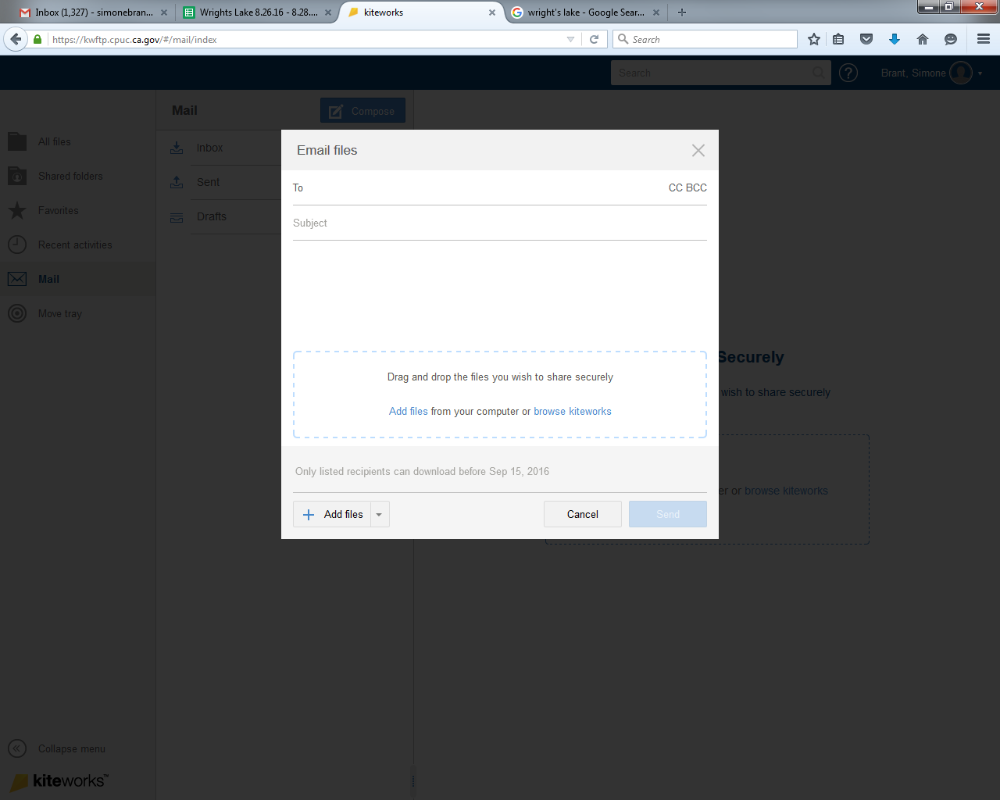 Inbox (1,327) - simonebran...
Wrights Lake 8.26.16 - 8.28....
kiteworks
wright's lake - Google Sear...
https://kwftp.cpuc.ca.gov/#/mail/index
Search
Search
Brant, Simone
Mail
Compose
All files
Shared folders
Favorites
Recent activities
Mail
Move tray
Inbox
Sent
Drafts
Email files
To
CC BCC
Subject
Drag and drop the files you wish to share securely
Add files from your computer or browse kiteworks
Only listed recipients can download before Sep 15, 2016
Add files
Cancel
Send
Securely
wish to share securely
er or browse kiteworks
Collapse menu
kiteworks™